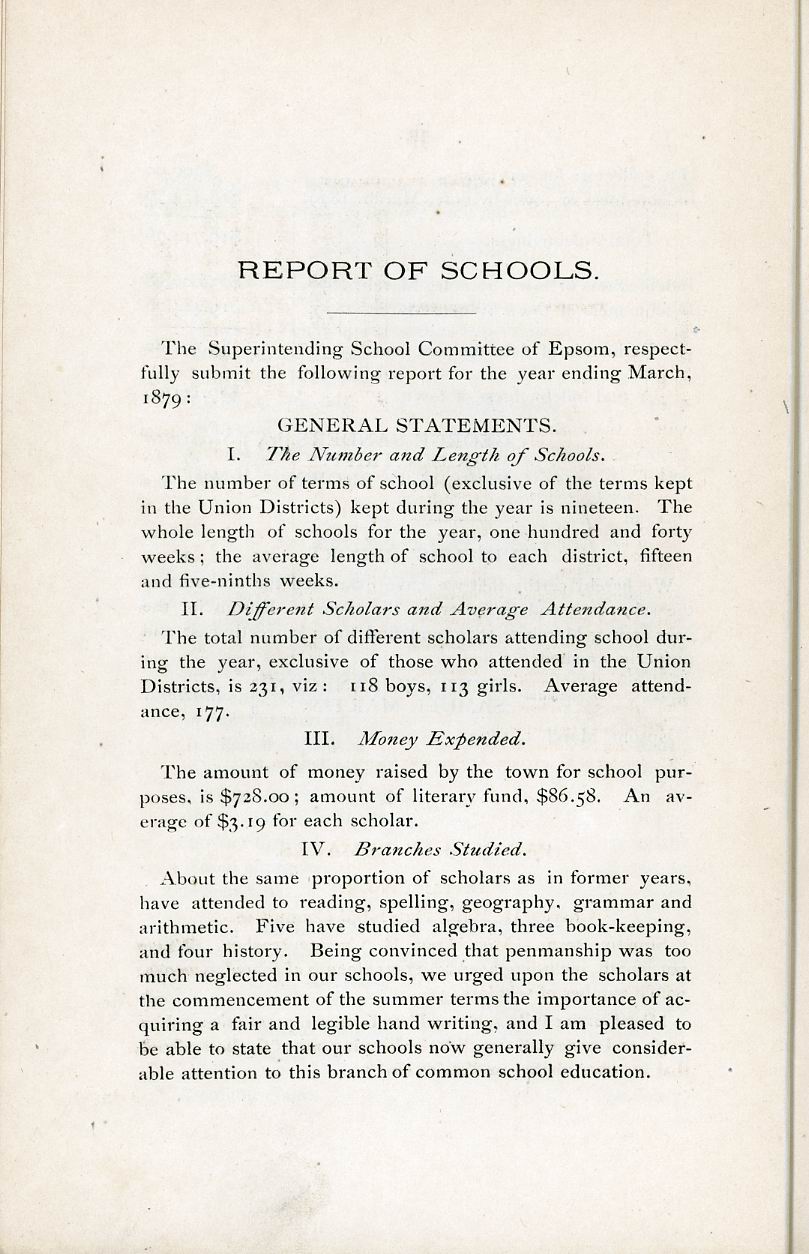 REPORT OF SCHOOLS.
The Superintending School Committee of Epsom, respect-
fully submit the following report for the year ending March,
1879:
GENERAL STATEMENTS.
I. The Number and Length of Schools.
The number of terms of school (exclusive of the terms kept
in the Union Districts) kept during the year is nineteen. The
whole length of schools for the year, one hundred and forty
weeks; the average length of school to each district, fifteen
and five-ninths weeks.
II. Different Scholars and Average Attendance.
The total number of different scholars attending school dur-
ing the year, exclusive of those who attended in the Union
Districts, is 231, viz: 118 boys, 113 girls. Average attend-
ance, 177.
III. Money Expended.
The amount of money raised by the town for school pur-
poses, is $728.00; amount of literary fund, $86.58. An av-
erage of $3.19 for each scholar.
IV. Branches Studied.
About the same proportion of scholars as in former years,
have attended to reading, spelling, geography, grammar and
arithmetic. Five have studied algebra, three book-keeping,
and four history. Being convinced that penmanship was too
much neglected in our schools, we urged upon the scholars at
the commencement of the summer terms the importance of ac-
quiring a fair and legible hand writing, and I am pleased to
be able to state that our schools now generally give consider-
able attention to this branch of common school education.